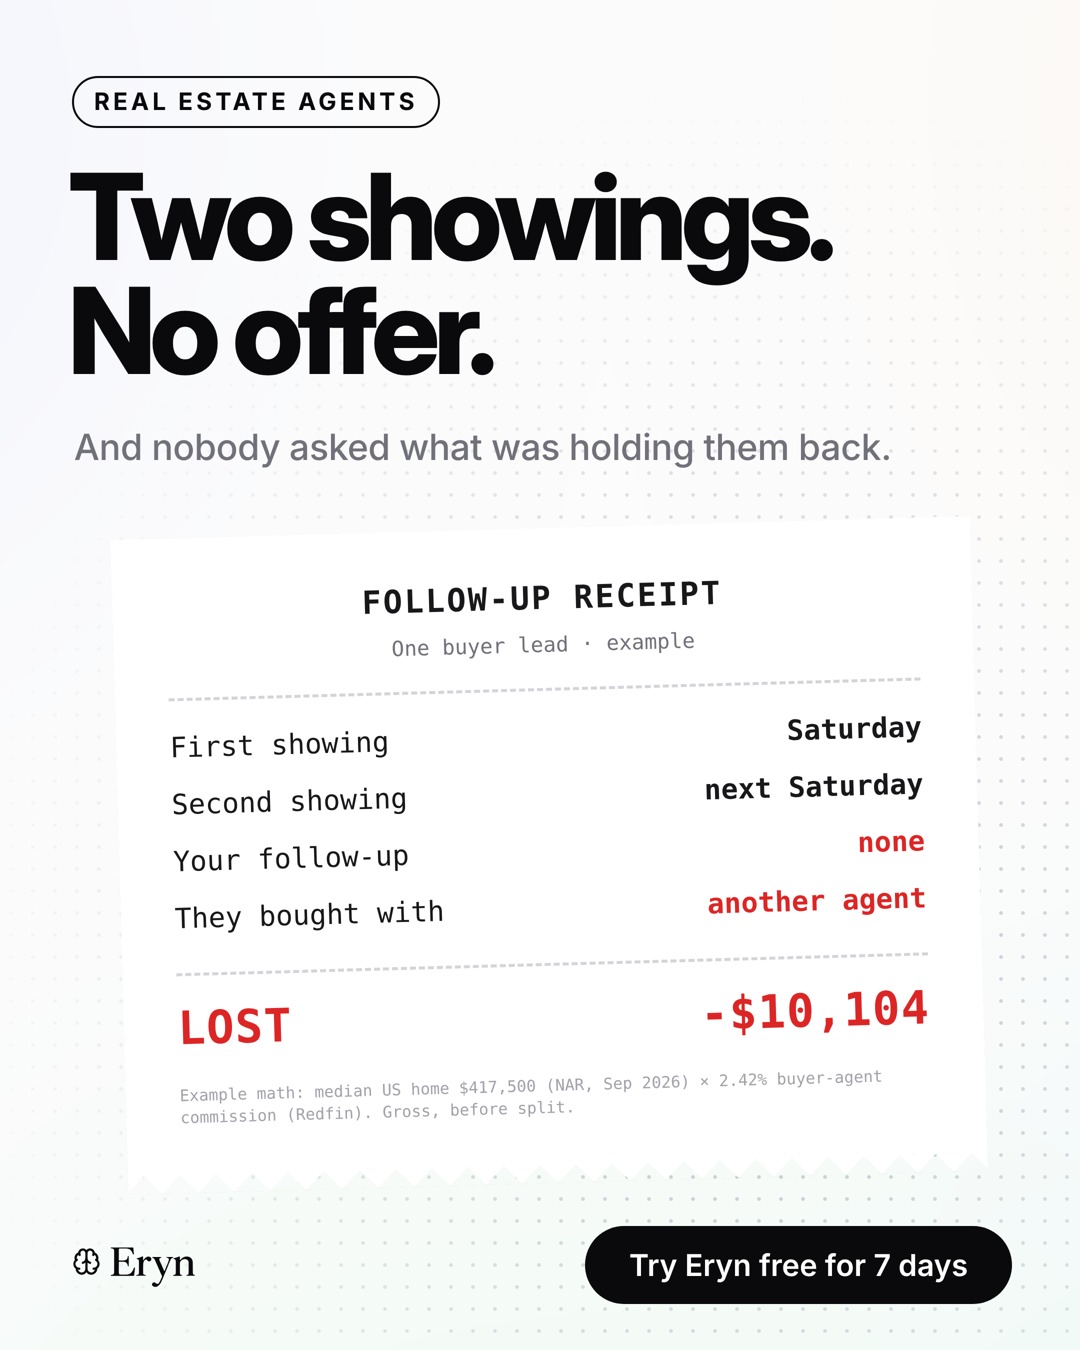 REAL ESTATE AGENTS
Two showings.
No offer.
And nobody asked what was holding them back.
FOLLOW-UP RECEIPT
One buyer lead · example
First showing Saturday
Second showing next Saturday
Your follow-up none
They bought with another agent
LOST -$10,104
Example math: median US home $417,500 (NAR, Sep 2026) × 2.42% buyer-agent
commission (Redfin). Gross, before split.
Eryn
Try Eryn free for 7 days